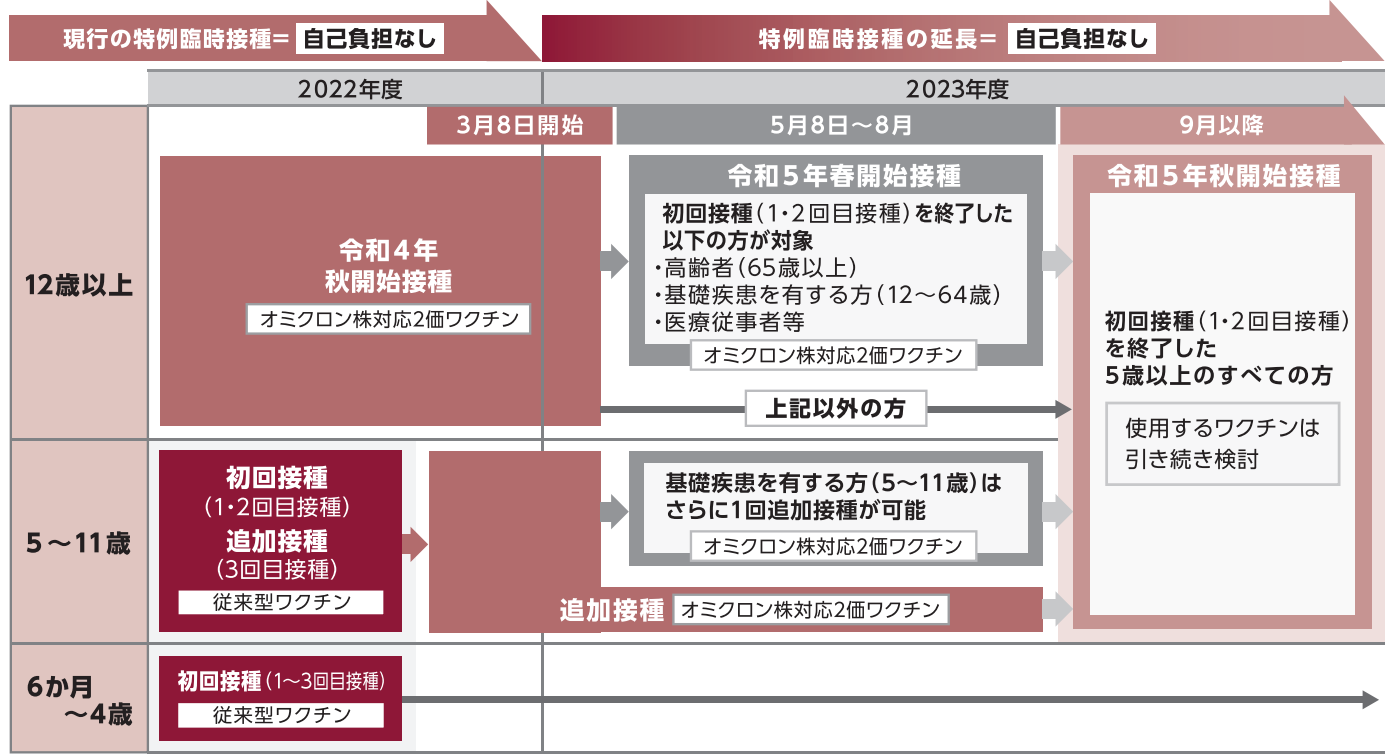 現行の特例臨時接種= 自己負担なし
特例臨時接種の延長= 自己負担なし
2022年度
2023年度
3月8日開始
5月8日～8月
9月以降
12歳以上
令和4年
秋開始接種
オミクロン株対応2価ワクチン
令和5年春開始接種
初回接種(1・2回目接種)を終了した
以下の方が対象
・高齢者(65歳以上)
・基礎疾患を有する方(12～64歳)
・医療従事者等
オミクロン株対応2価ワクチン
上記以外の方
令和5年秋開始接種
初回接種(1・2回目接種)
を終了した
5歳以上のすべての方
使用するワクチンは
引き続き検討
5～11歳
初回接種
(1・2回目接種)
追加接種
(3回目接種)
従来型ワクチン
基礎疾患を有する方(5～11歳)は
さらに1回追加接種が可能
オミクロン株対応2価ワクチン
追加接種 オミクロン株対応2価ワクチン
6か月
～4歳
初回接種(1～3回目接種)
従来型ワクチン